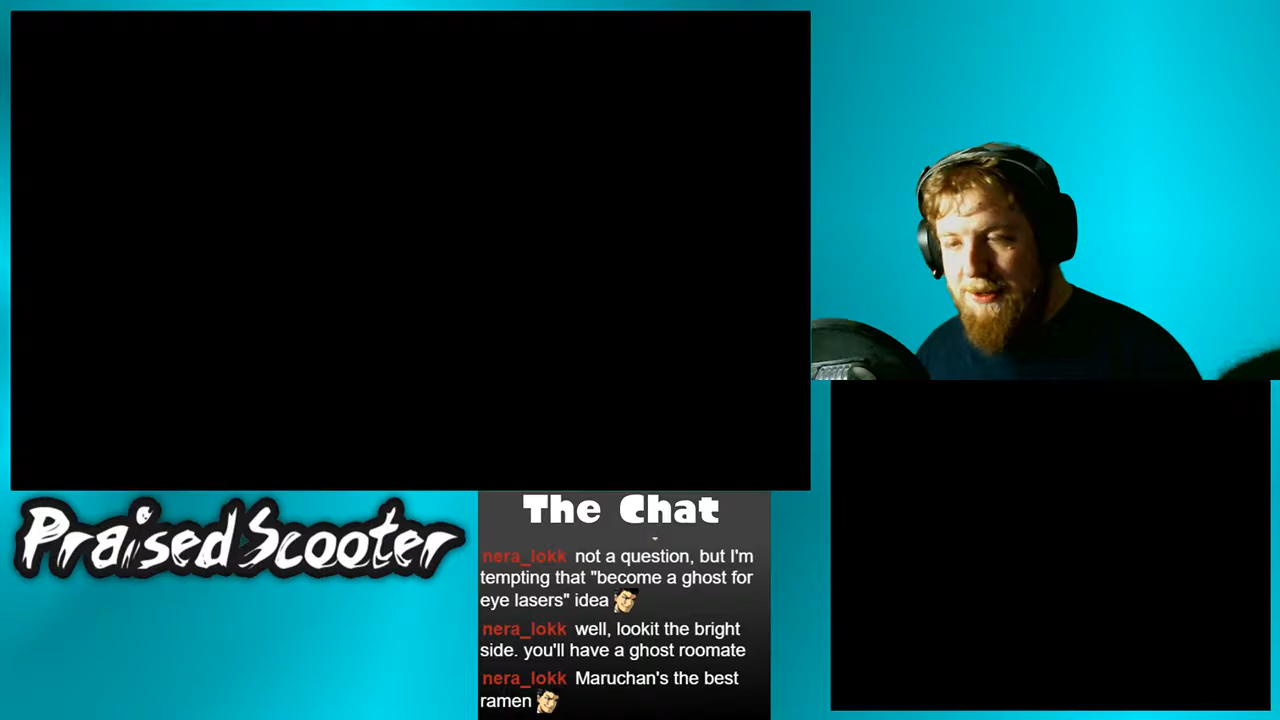 PraisedScooter
The Chat
nera_lokk not a question, but I'm
tempting that "become a ghost for
eye lasers" idea
nera_lokk well, lookit the bright
side. you'll have a ghost roomate
nera_lokk Maruchan's the best
ramen